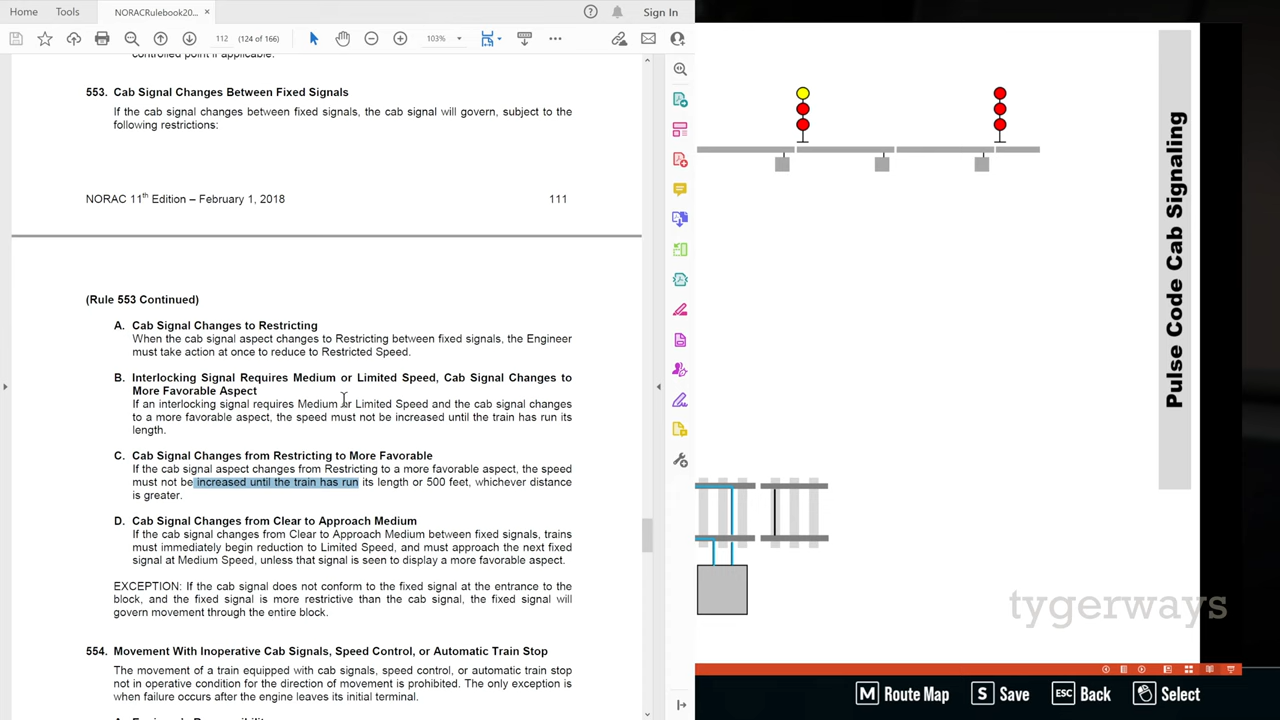 Home
Tools
NORACRulebook20...
×
Sign In
112
(124 of 166)
103%
controlled point if applicable.
553. Cab Signal Changes Between Fixed Signals
If the cab signal changes between fixed signals, the cab signal will govern, subject to the
following restrictions:
NORAC 11th Edition – February 1, 2018
111
(Rule 553 Continued)
A. Cab Signal Changes to Restricting
When the cab signal aspect changes to Restricting between fixed signals, the Engineer
must take action at once to reduce to Restricted Speed.
B. Interlocking Signal Requires Medium or Limited Speed, Cab Signal Changes to
More Favorable Aspect
If an interlocking signal requires Medium or Limited Speed and the cab signal changes
to a more favorable aspect, the speed must not be increased until the train has run its
length.
C. Cab Signal Changes from Restricting to More Favorable
If the cab signal aspect changes from Restricting to a more favorable aspect, the speed
must not be increased until the train has run its length or 500 feet, whichever distance
is greater.
D. Cab Signal Changes from Clear to Approach Medium
If the cab signal changes from Clear to Approach Medium between fixed signals, trains
must immediately begin reduction to Limited Speed, and must approach the next fixed
signal at Medium Speed, unless that signal is seen to display a more favorable aspect.
EXCEPTION: If the cab signal does not conform to the fixed signal at the entrance to the
block, and the fixed signal is more restrictive than the cab signal, the fixed signal will
govern movement through the entire block.
554. Movement With Inoperative Cab Signals, Speed Control, or Automatic Train Stop
The movement of a train equipped with cab signals, speed control, or automatic train stop
not in operative condition for the direction of movement is prohibited. The only exception is
when failure occurs after the engine leaves its initial terminal.
Pulse Code Cab Signaling
tygerways
M Route Map
S Save
ESC Back
Select